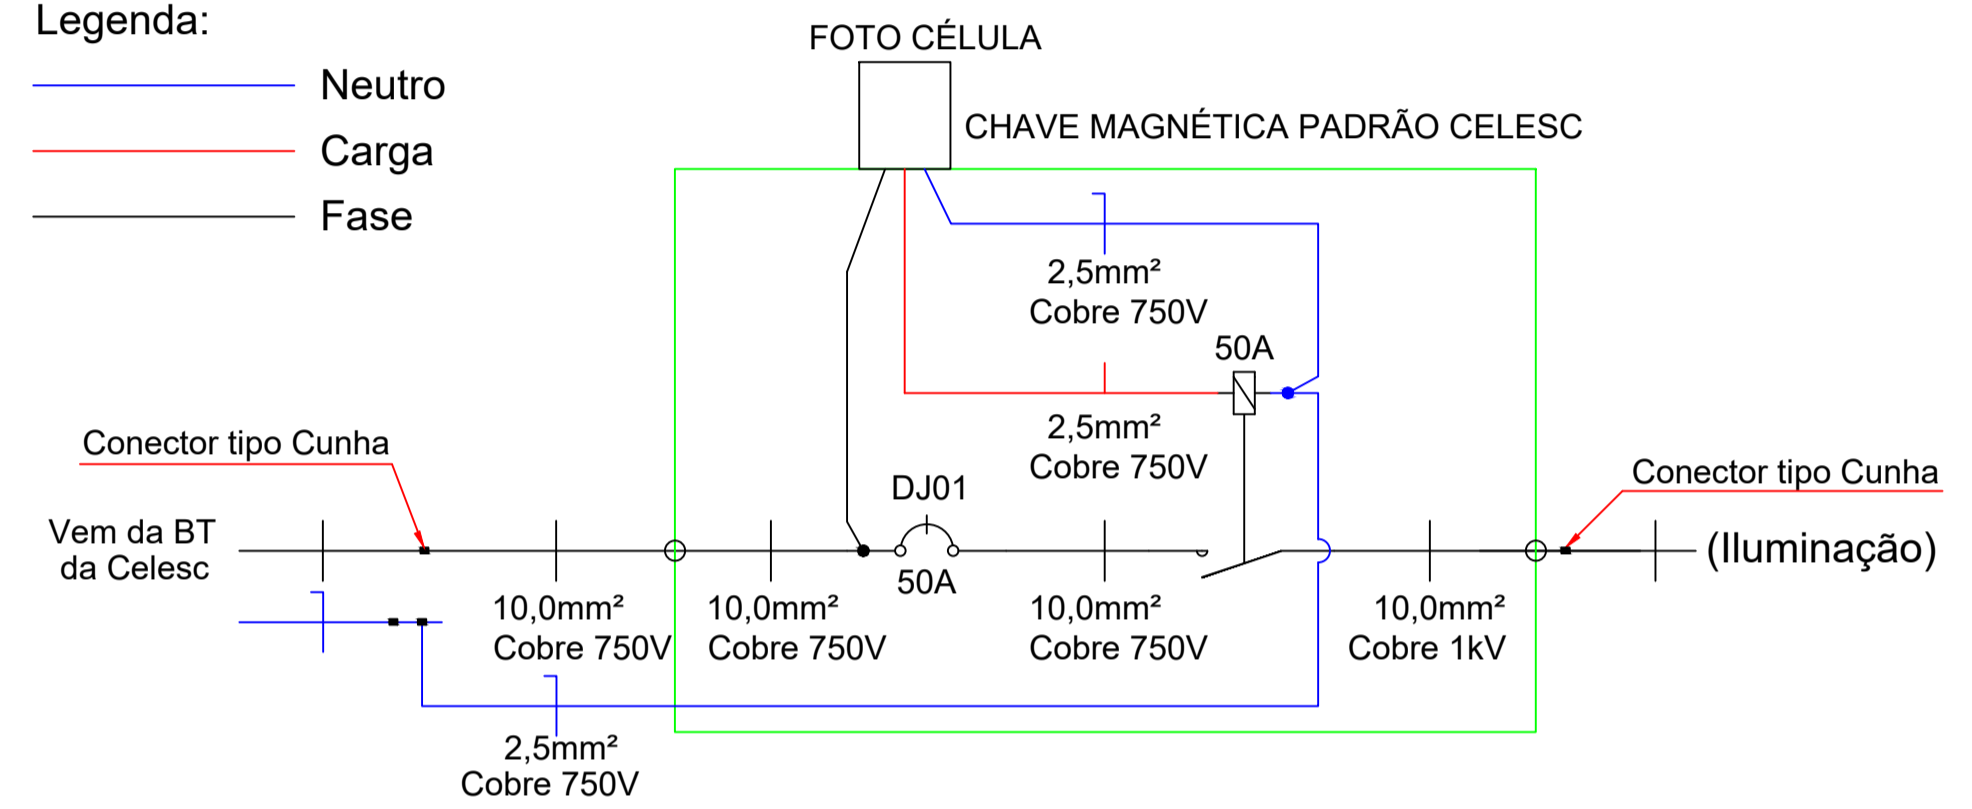 Legenda:
Neutro
Carga
Fase
FOTO CÉLULA
CHAVE MAGNÉTICA PADRÃO CELESC
2,5mm²
Cobre 750V
50A
2,5mm²
Cobre 750V
Conector tipo Cunha
Vem da BT
da Celesc
DJ01
50A
Conector tipo Cunha
(Iluminação)
10,0mm²
Cobre 750V
10,0mm²
Cobre 750V
10,0mm²
Cobre 750V
10,0mm²
Cobre 1kV
2,5mm²
Cobre 750V